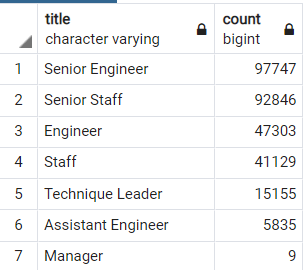 title count
character varying bigint
1 Senior Engineer 97747
2 Senior Staff 92846
3 Engineer 47303
4 Staff 41129
5 Technique Leader 15155
6 Assistant Engineer 5835
7 Manager 9